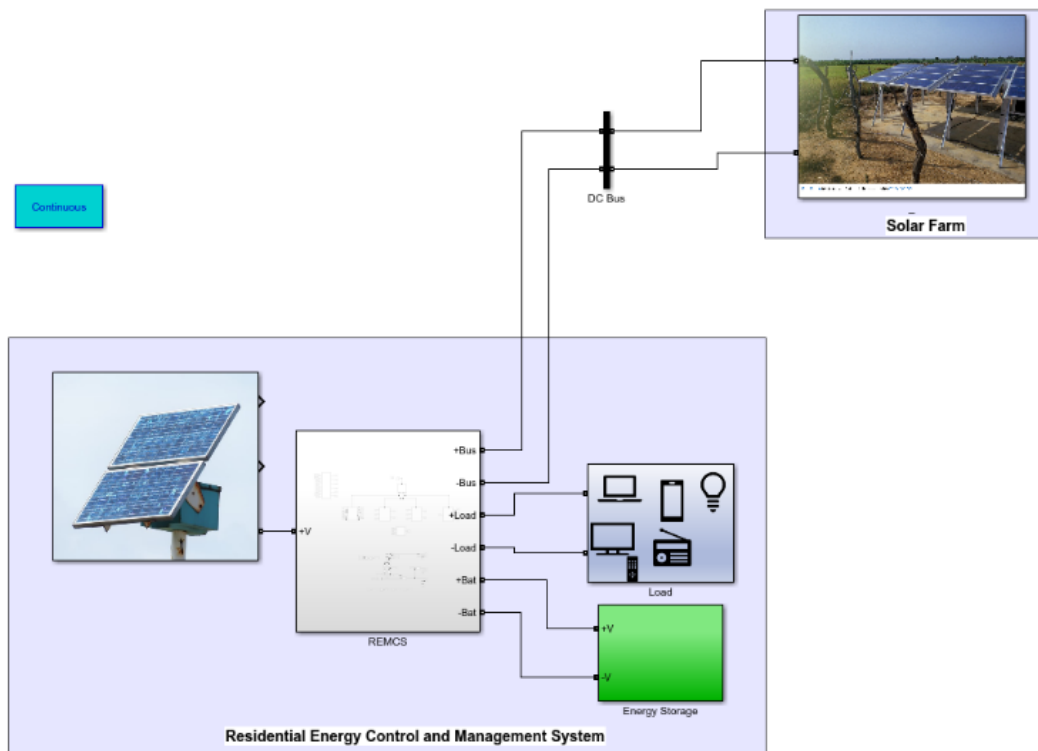 Solar Farm
DC Bus
Continuous
+V
+Bus
-Bus
+Load
-Load
+Bat
-Bat
REMCS
Load
+V
-V
Energy Storage
Residential Energy Control and Management System